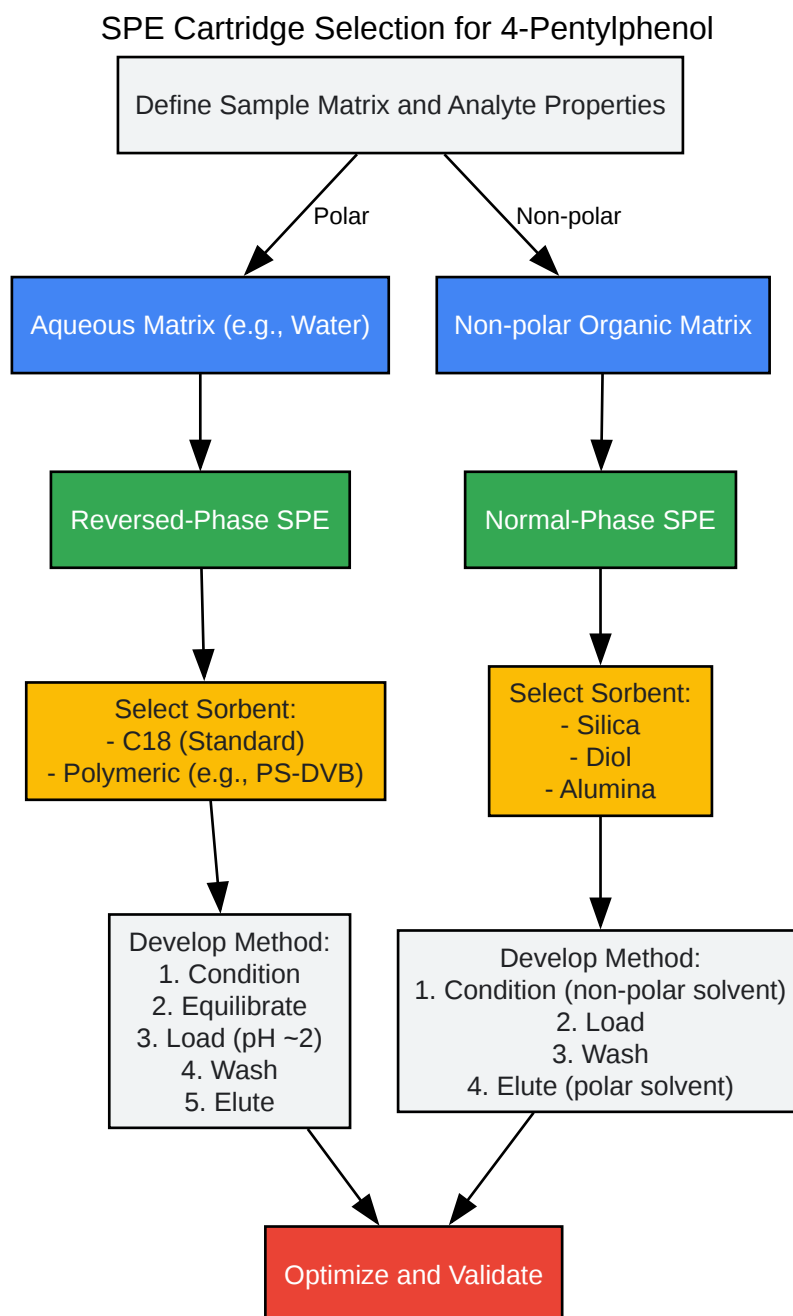 SPE Cartridge Selection for 4-Pentylphenol
Define Sample Matrix and Analyte Properties
Polar
Non-polar
Aqueous Matrix (e.g., Water)
Non-polar Organic Matrix
Reversed-Phase SPE
Normal-Phase SPE
Select Sorbent:
- C18 (Standard)
- Polymeric (e.g., PS-DVB)
Select Sorbent:
- Silica
- Diol
- Alumina
Develop Method:
1. Condition
2. Equilibrate
3. Load (pH ~2)
4. Wash
5. Elute
Develop Method:
1. Condition (non-polar solvent)
2. Load
3. Wash
4. Elute (polar solvent)
Optimize and Validate